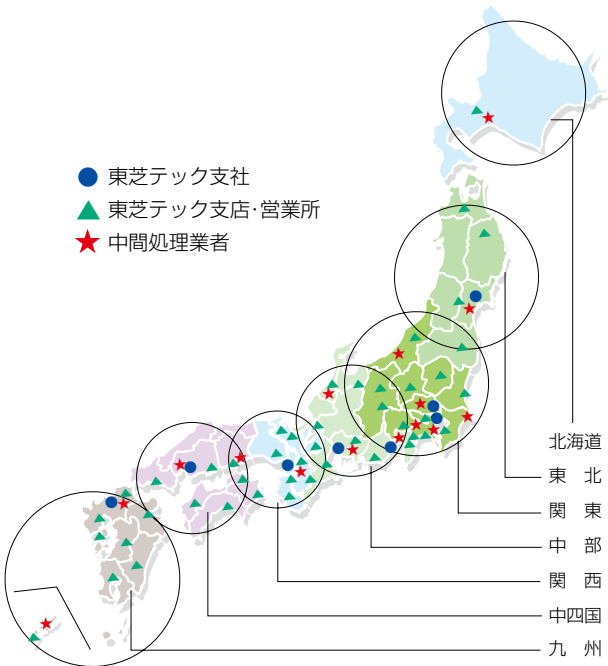 東芝テック支社
東芝テック支店・営業所
中間処理業者
北海道
東　北
関　東
中　部
関　西
中四国
九　州